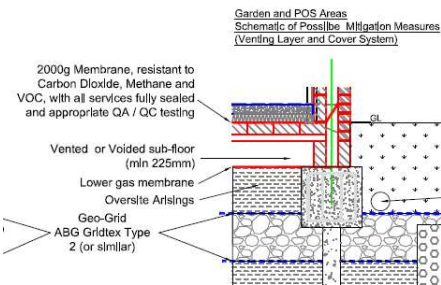 Garden and POS Areas
Schematic of Possilbe Mitigation Measures
(Venting Layer and Cover System)
2000g Membrane, resistant to
Carbon Dioxide, Methane and
VOC, with all services fully sealed
and appropriate QA / QC testing
GL
Vented or Voided sub-floor
(min 225mm)
Lower gas membrane
Oversite Arisings
Geo-Grid
ABG Gridtex Type
2 (or similar)